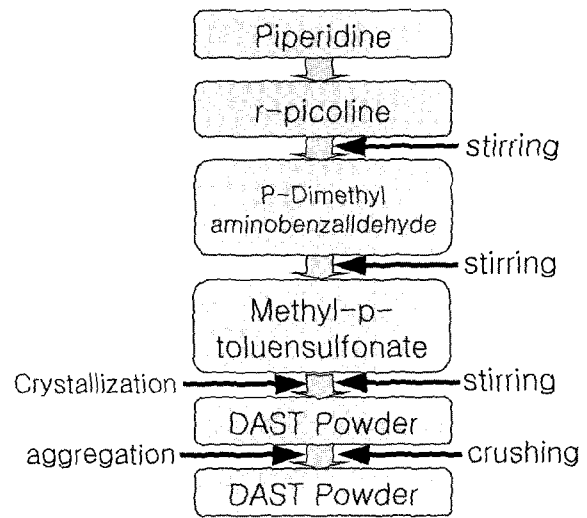 Piperidine
r-picoline
stirring
P-Dimethyl
aminobenzalldehyde
stirring
Methyl-p-
toluensulfonate
Crystallization
stirring
DAST Powder
aggregation
crushing
DAST Powder